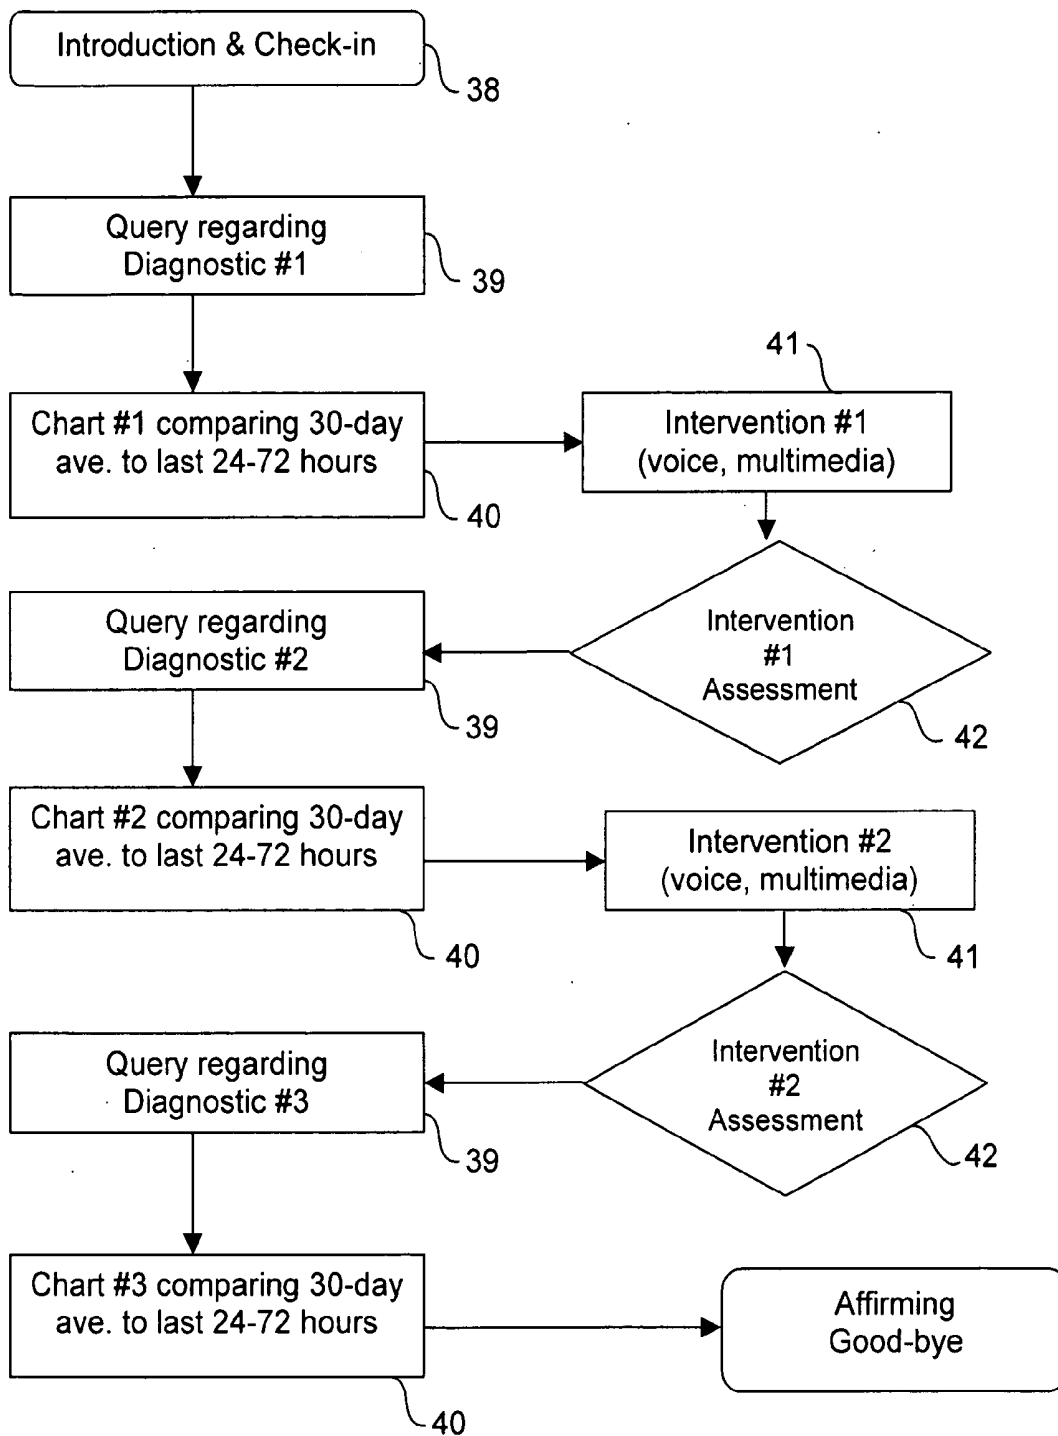 Introduction & Check-in
38
Query regarding
Diagnostic #1
39
Chart #1 comparing 30-day
ave. to last 24-72 hours
40
41
Intervention #1
(voice, multimedia)
Intervention
#1
Assessment
42
Query regarding
Diagnostic #2
39
Chart #2 comparing 30-day
ave. to last 24-72 hours
40
Intervention #2
(voice, multimedia)
41
Intervention
#2
Assessment
42
Query regarding
Diagnostic #3
39
Chart #3 comparing 30-day
ave. to last 24-72 hours
40
Affirming
Good-bye